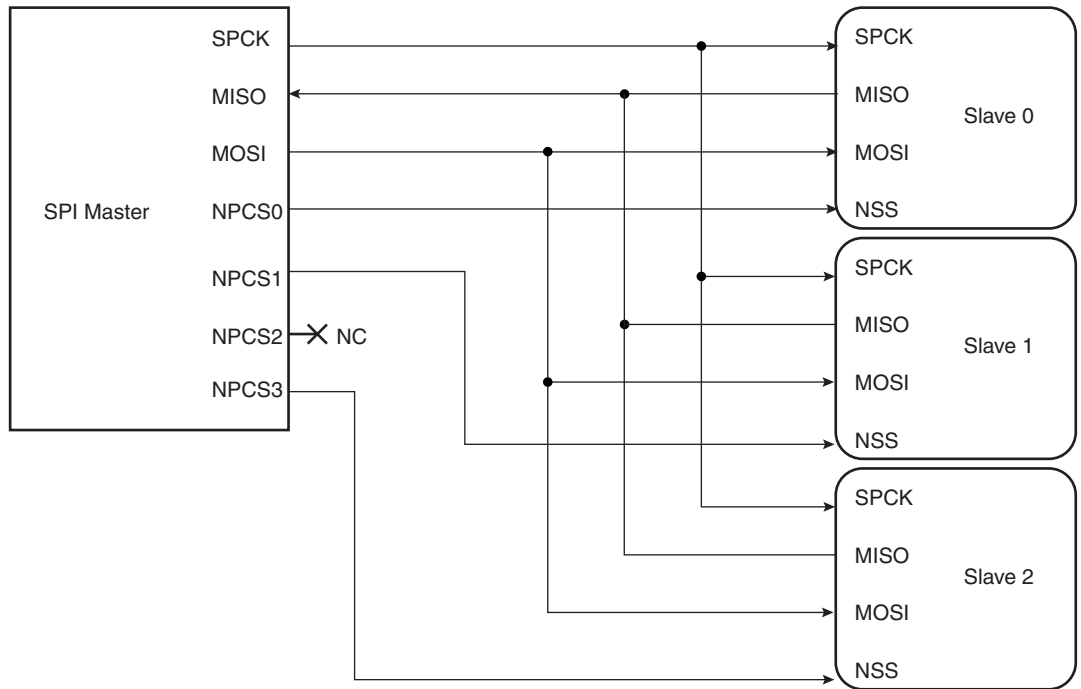 SPI Master
SPCK
MISO
MOSI
NPCS0
NPCS1
NPCS2
NC
NPCS3
SPCK
MISO
Slave 0
MOSI
NSS
SPCK
MISO
Slave 1
MOSI
NSS
SPCK
MISO
Slave 2
MOSI
NSS